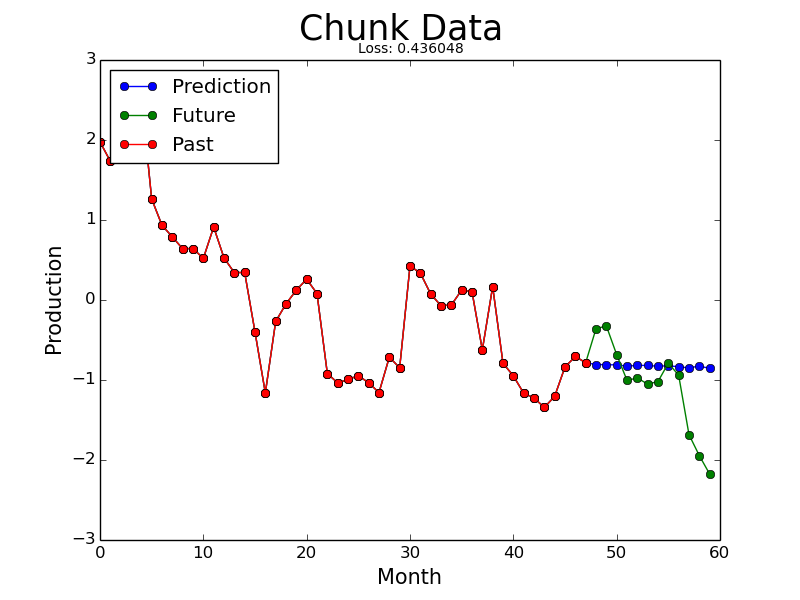 Chunk Data
Loss: 0.436048
Prediction
Future
Past
3
2
1
0
−1
−2
−3
Production
0 10 20 30 40 50 60
Month